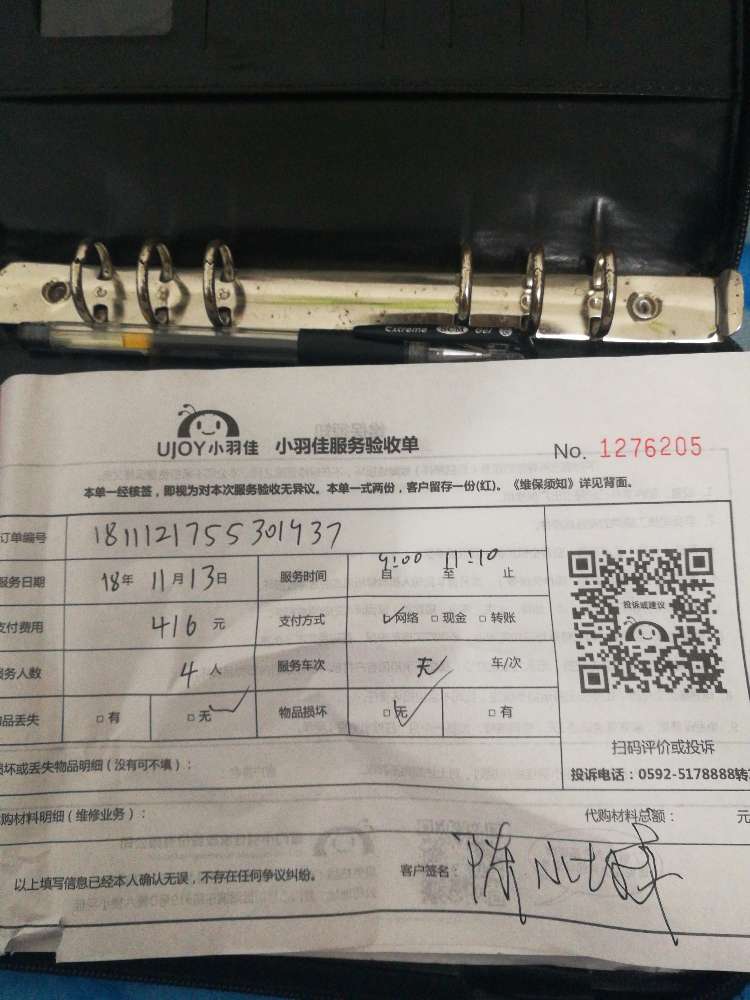 Extreme GCM 007
UJOY小羽佳 小羽佳服务验收单 No. 1276205
本单一经核签，即视为对本次服务验收无异议。本单一式两份，客户留存一份(红)。《维保须知》详见背面。
订单编号 1811121755301937
服务日期 18年 11月13日 服务时间 9:00 自 至 11:10 止
支付费用 416 元 支付方式 ☑网络 □现金 □转账
服务人数 4人 服务车次 无 车/次
物品丢失 □有 □无 ✓ 物品损坏 ☑无 □有
投诉或建议
扫码评价或投诉
投诉电话：0592-5178888转
损坏或丢失物品明细（没有可不填）：
代购材料明细（维修业务）： 代购材料总额： 元
以上填写信息已经本人确认无误，不存在任何争议纠纷。 客户签名：陈